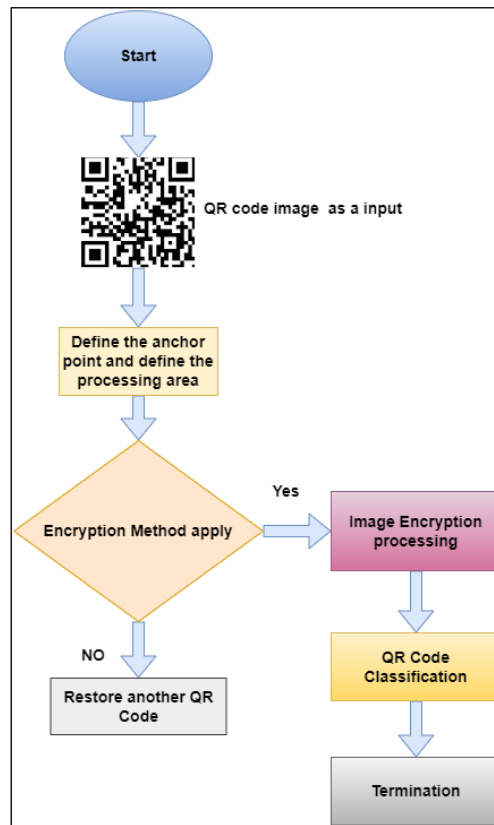 Start
QR code image as a input
Define the anchor
point and define the
processing area
Encryption Method apply
Yes
Image Encryption
processing
NO
Restore another QR
Code
QR Code
Classification
Termination